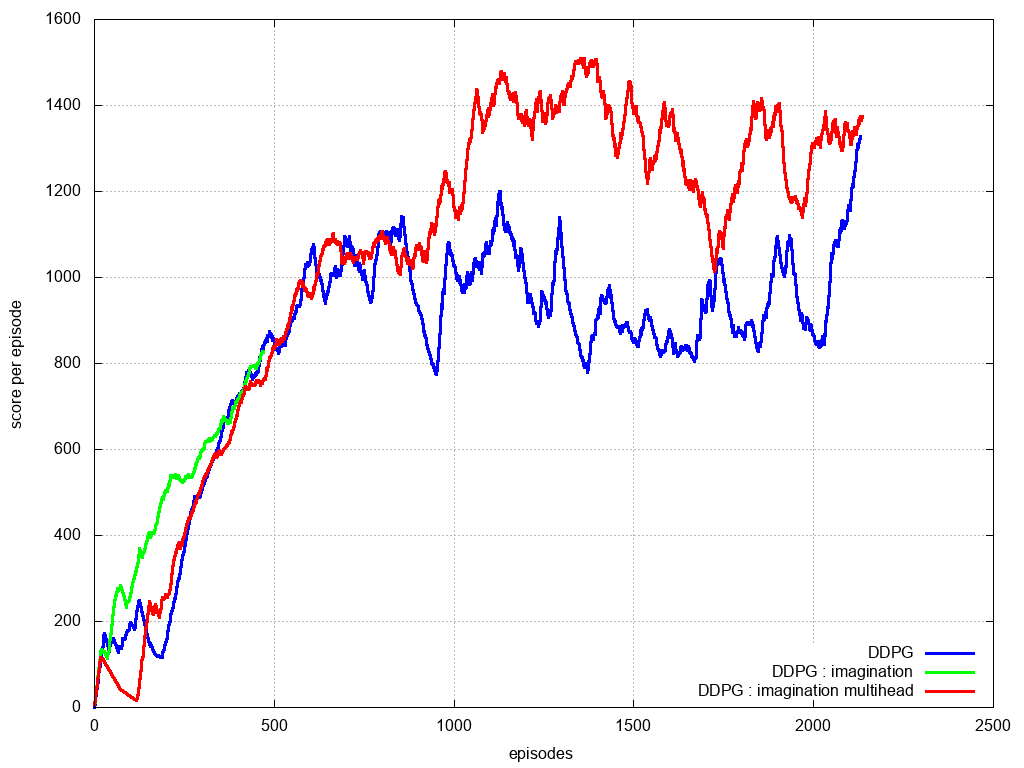 1600
1400
1200
1000
800
600
400
200
0
score per episode
0 500 1000 1500 2000 2500
episodes
DDPG
DDPG : imagination
DDPG : imagination multihead